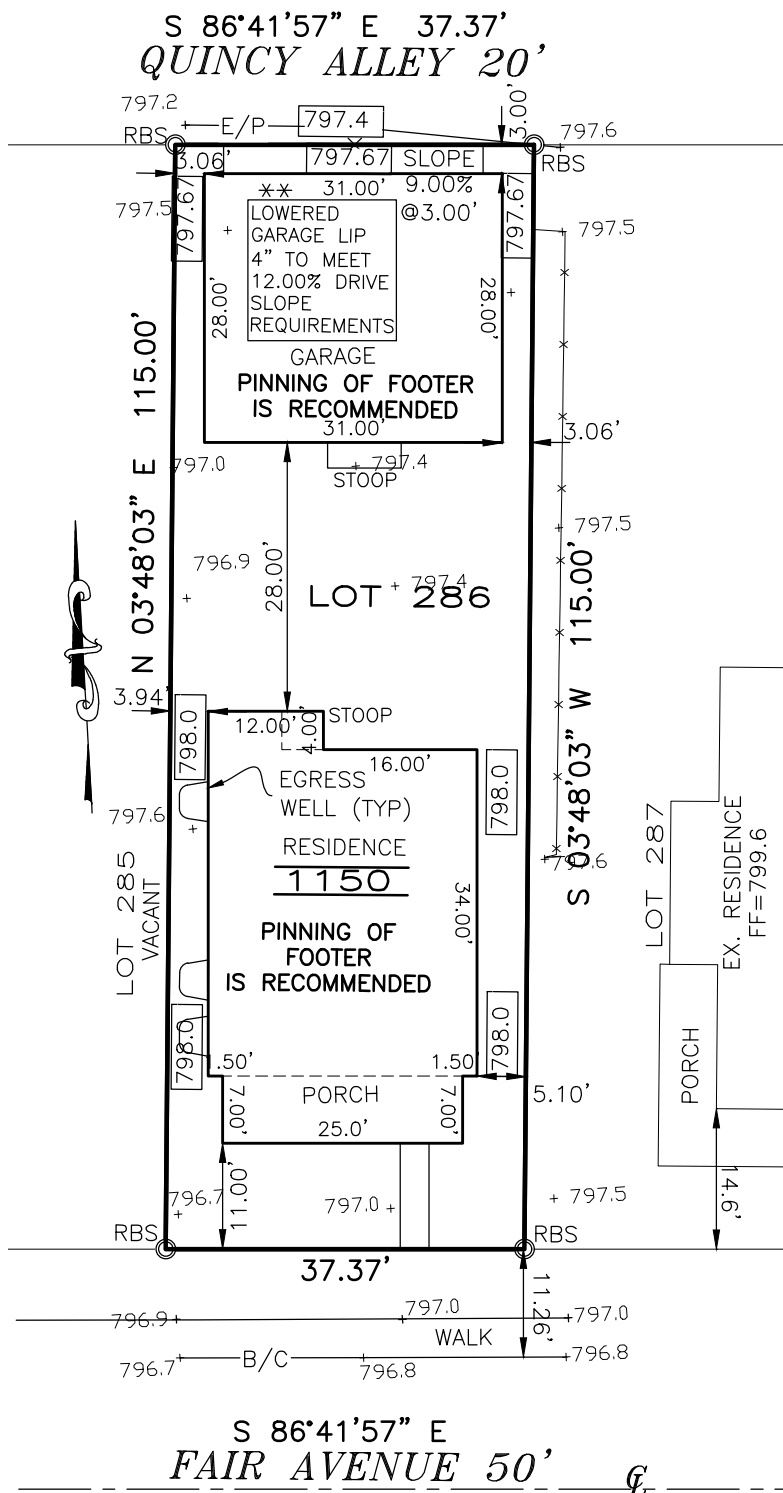 S 86°41'57" E 37.37'
QUINCY ALLEY 20'
797.2
E/P
797.4
3.00'
797.6
RBS
RBS
3.06'
797.67
SLOPE
9.00%
@3.00'
797.67
797.67
31.00'
797.5
797.5
**
LOWERED
GARAGE LIP
4" TO MEET
12.00% DRIVE
SLOPE
REQUIREMENTS
28.00'
28.00'
GARAGE
PINNING OF FOOTER
IS RECOMMENDED
31.00'
3.06'
N 03°48'03" E 115.00'
797.0
797.4
STOOP
797.5
796.9
28.00'
LOT 286
797.4
S 03°48'03" W 115.00'
3.94'
798.0
12.00'
4.00'
STOOP
16.00'
798.0
EGRESS
WELL (TYP)
797.6
797.6
RESIDENCE
1150
34.00'
LOT 285
VACANT
LOT 287
EX. RESIDENCE
FF=799.6
PINNING OF
FOOTER
IS RECOMMENDED
798.0
798.0
1.50'
1.50'
PORCH
7.00'
7.00'
25.0'
5.10'
PORCH
796.7
11.00'
797.0
797.5
14.6'
RBS
RBS
37.37'
11.26'
796.9
797.0
797.0
WALK
796.7
B/C
796.8
796.8
S 86°41'57" E
FAIR AVENUE 50'
℄